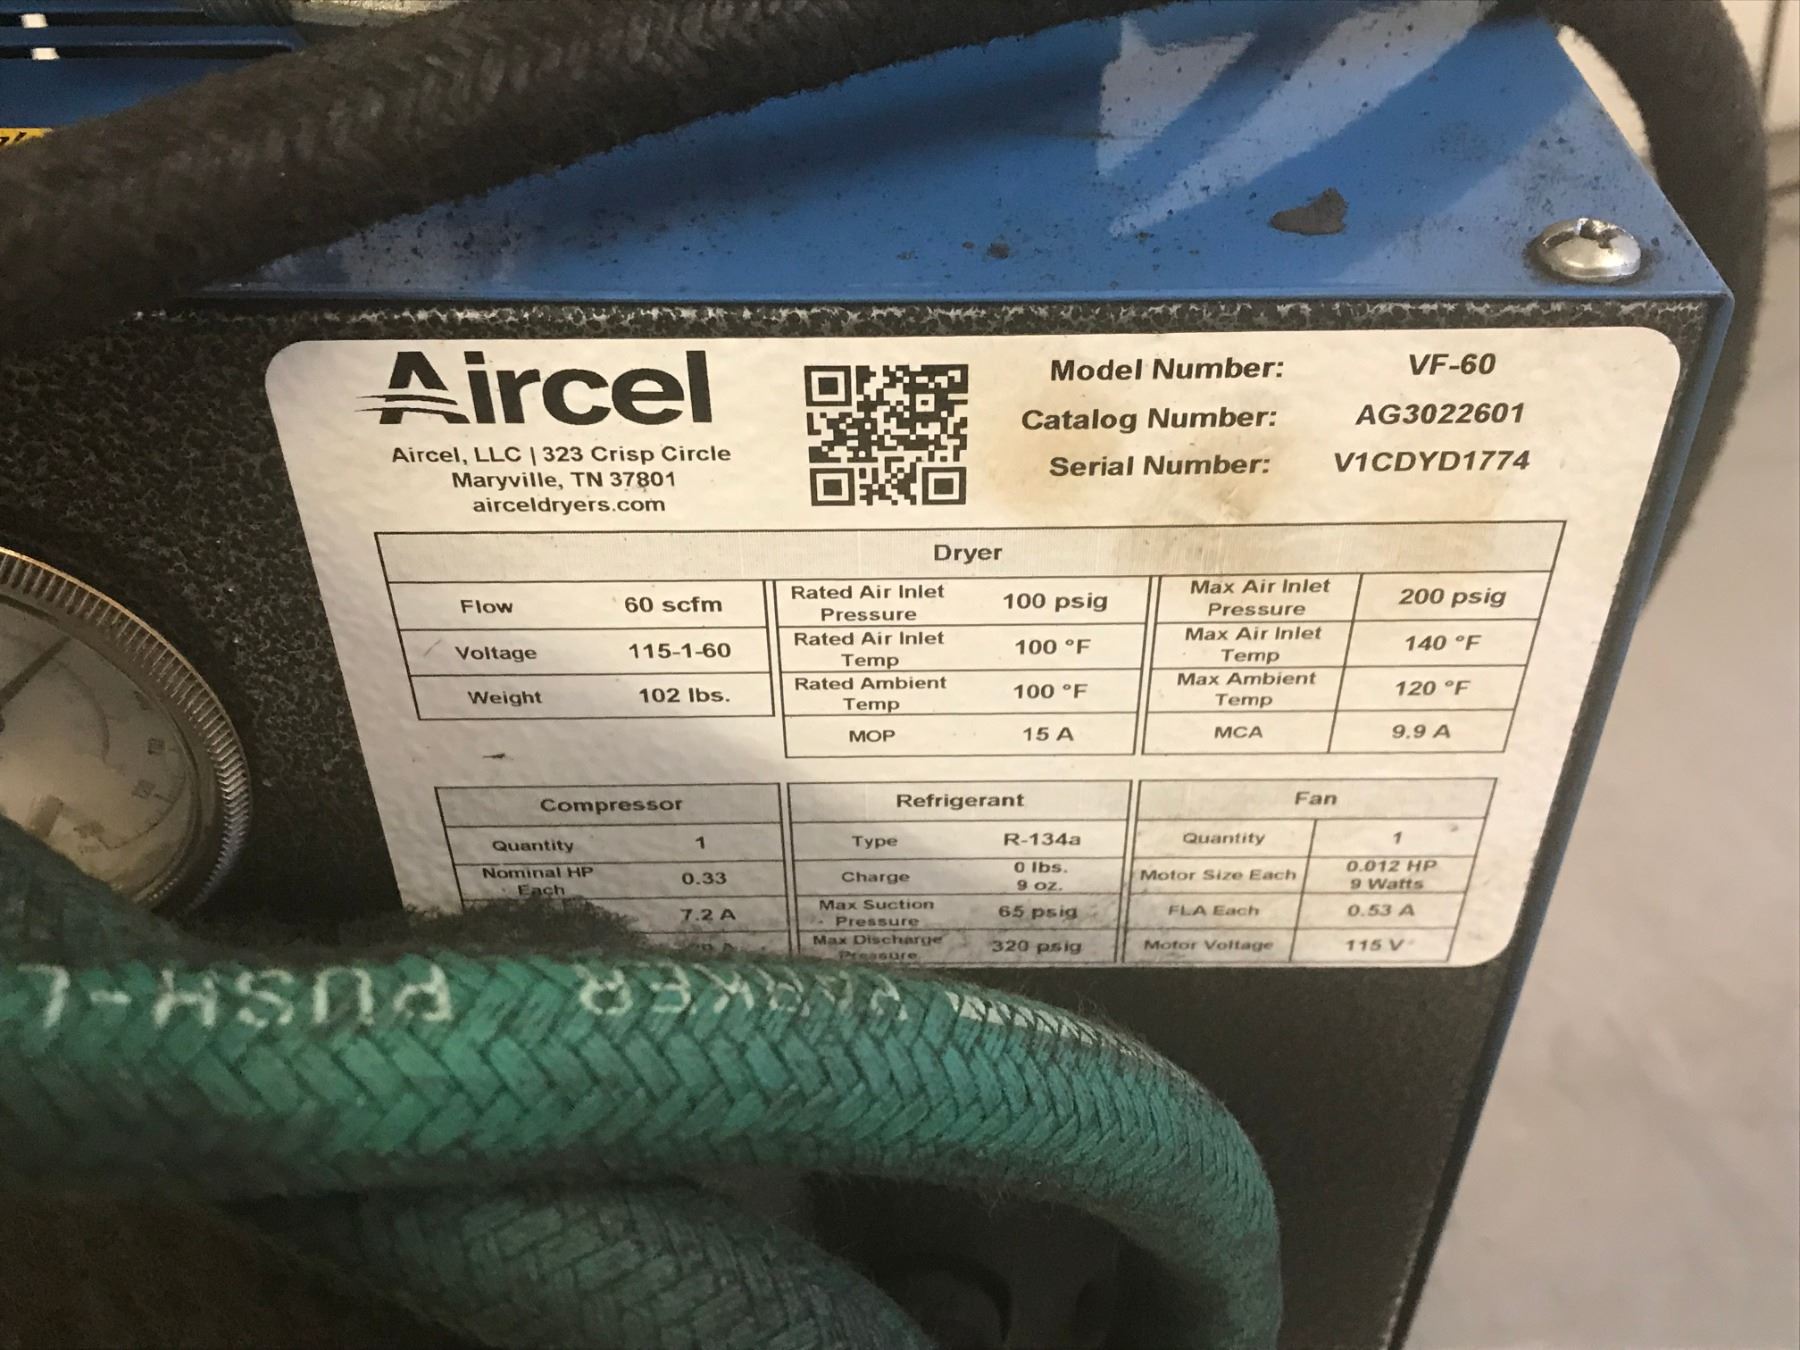 Aircel
Aircel, LLC | 323 Crisp Circle
Maryville, TN 37801
airceldryers.com
Model Number: VF-60
Catalog Number: AG3022601
Serial Number: V1CDYD1774
Dryer
Flow 60 scfm
Voltage 115-1-60
Weight 102 lbs.
Rated Air Inlet Pressure 100 psig
Rated Air Inlet Temp 100 °F
Rated Ambient Temp 100 °F
MOP 15 A
Max Air Inlet Pressure 200 psig
Max Air Inlet Temp 140 °F
Max Ambient Temp 120 °F
MCA 9.9 A
Compressor
Quantity 1
Nominal HP Each 0.33
7.2 A
Refrigerant
Type R-134a
Charge 0 lbs. 9 oz.
Max Suction Pressure 65 psig
Max Discharge Pressure 320 psig
Fan
Quantity 1
Motor Size Each 0.012 HP 9 Watts
FLA Each 0.53 A
Motor Voltage 115 V
PARKER PUSH-L